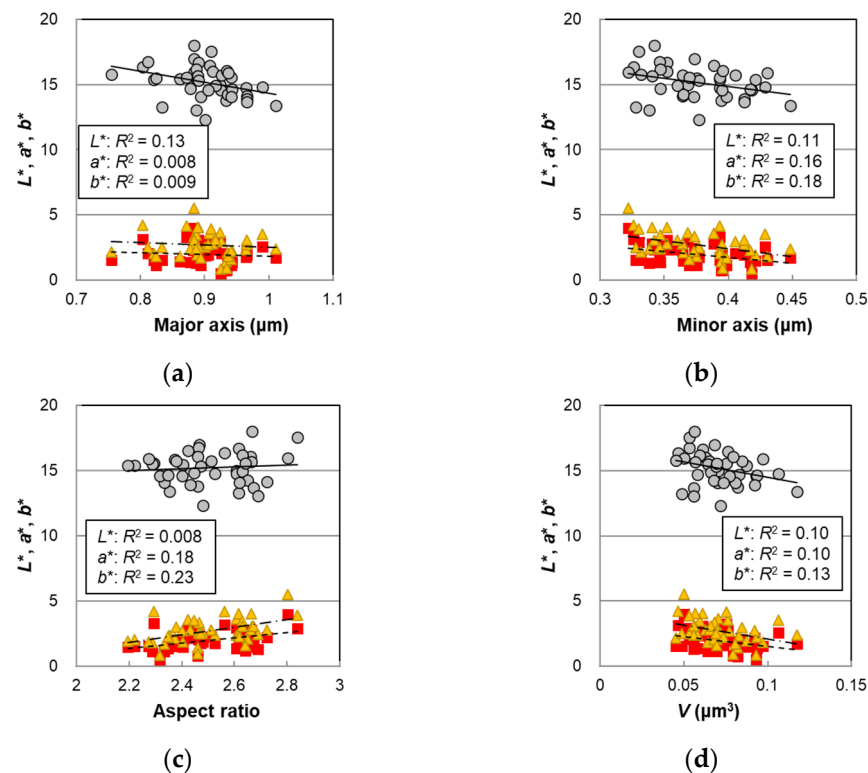 20
15
10
5
0
L*, a*, b*
L*: R² = 0.13
a*: R² = 0.008
b*: R² = 0.009
0.7 0.8 0.9 1 1.1
Major axis (µm)
(a)
20
15
10
5
0
L*, a*, b*
L*: R² = 0.11
a*: R² = 0.16
b*: R² = 0.18
0.3 0.35 0.4 0.45 0.5
Minor axis (µm)
(b)
20
15
10
5
0
L*, a*, b*
L*: R² = 0.008
a*: R² = 0.18
b*: R² = 0.23
2 2.2 2.4 2.6 2.8 3
Aspect ratio
(c)
20
15
10
5
0
L*, a*, b*
L*: R² = 0.10
a*: R² = 0.10
b*: R² = 0.13
0 0.05 0.1 0.15
V (µm³)
(d)